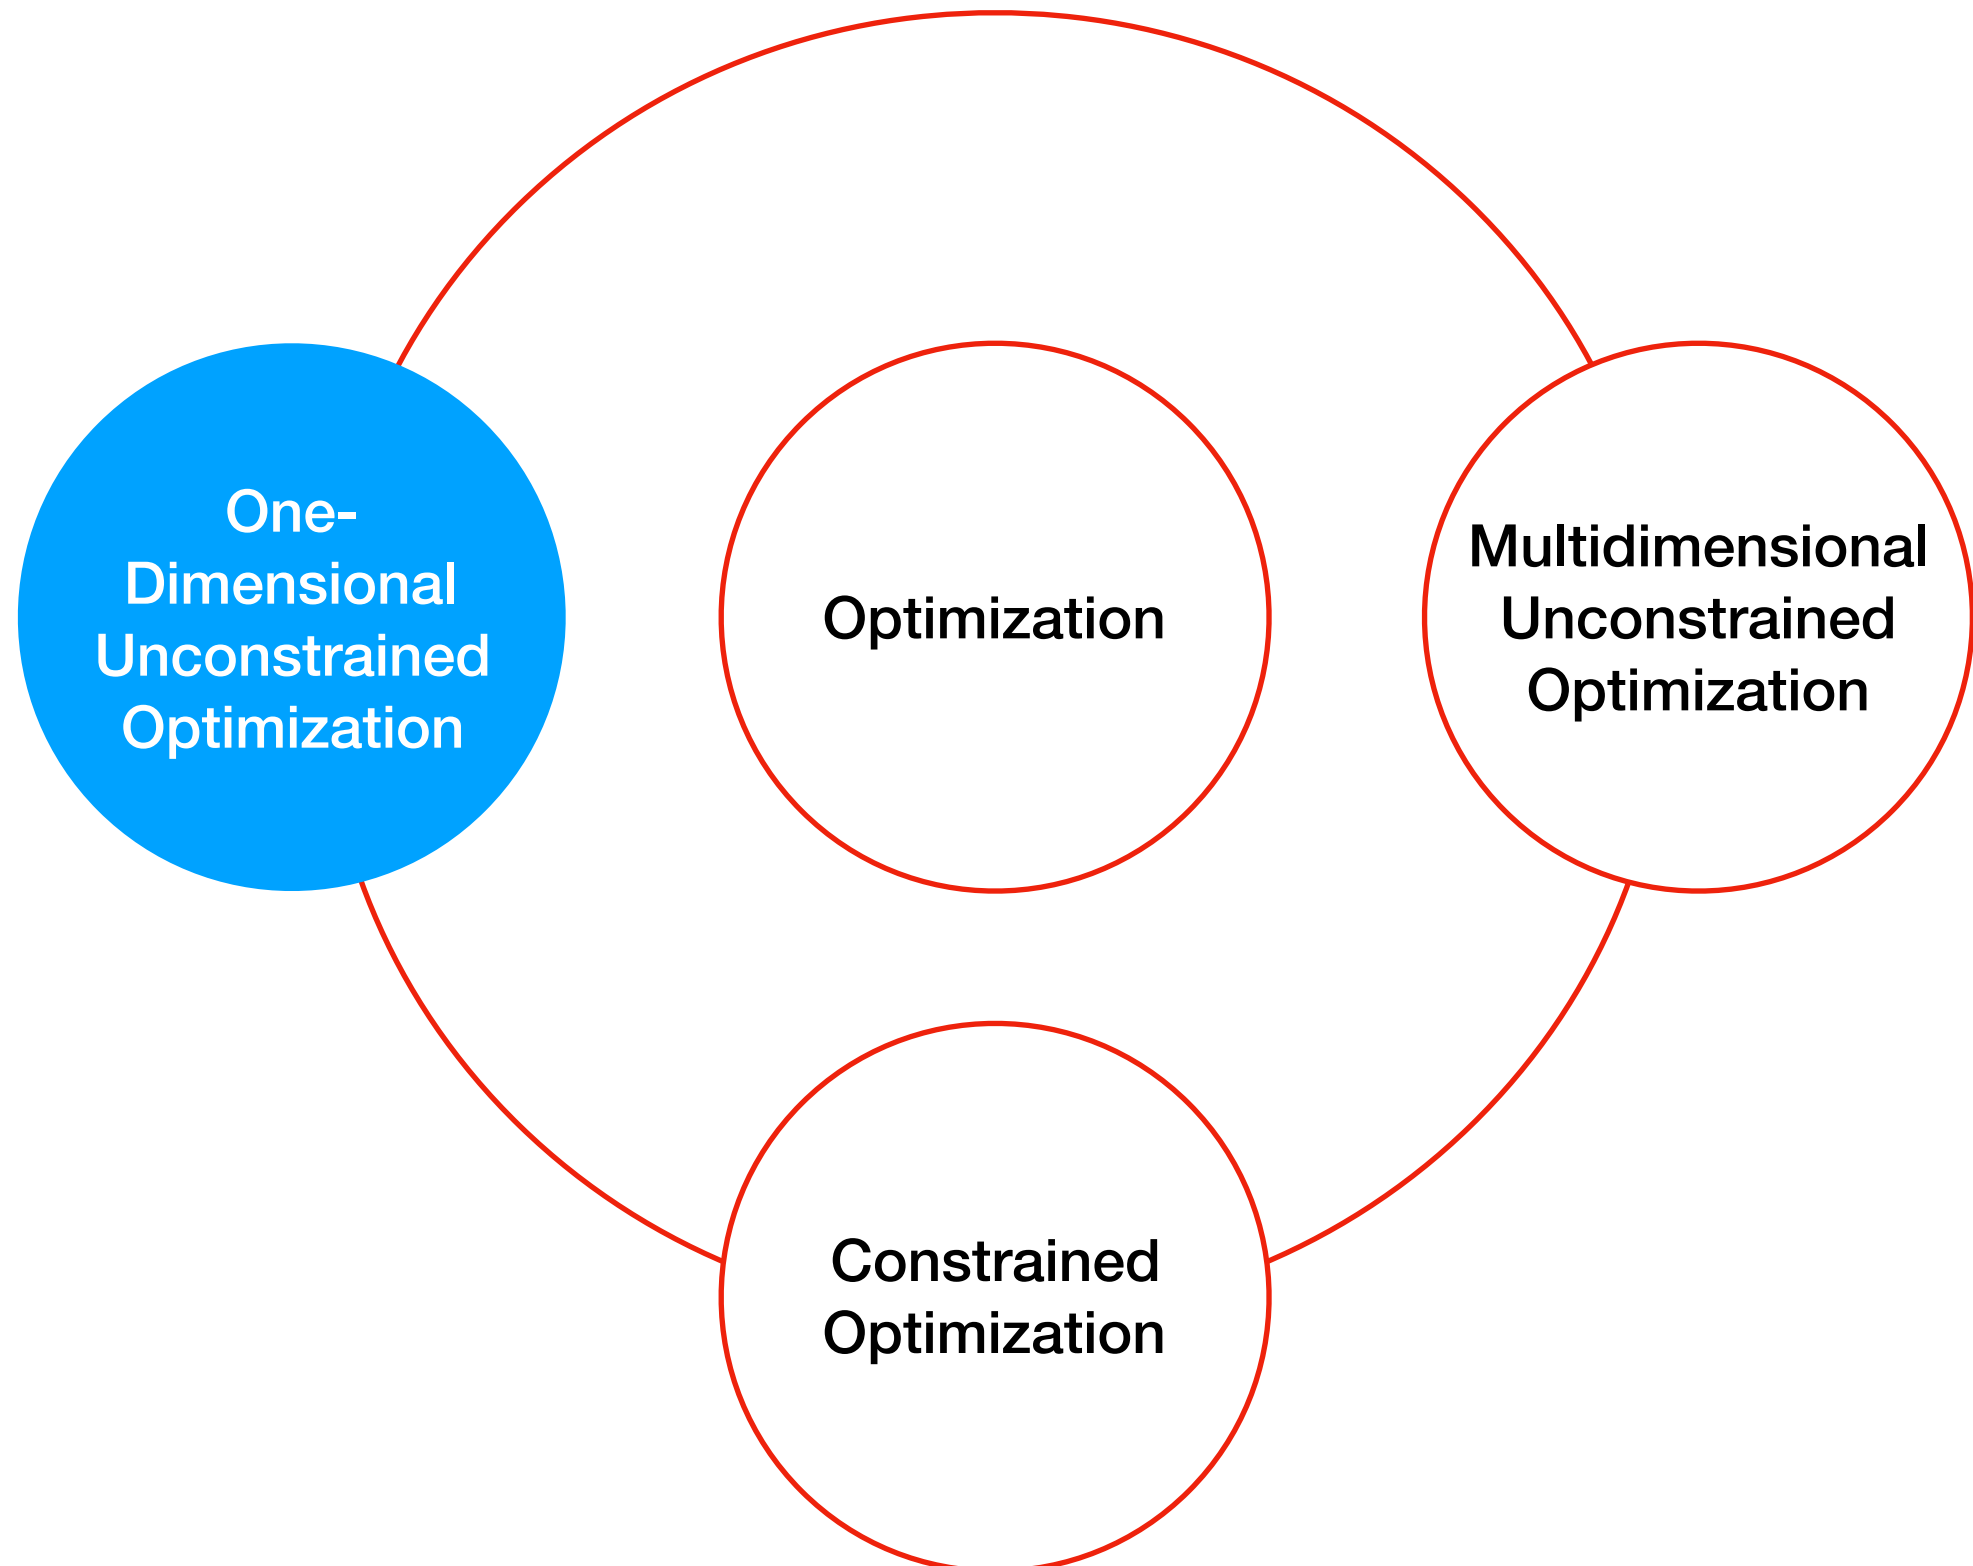 One-
Dimensional
Unconstrained
Optimization
Optimization
Multidimensional
Unconstrained
Optimization
Constrained
Optimization